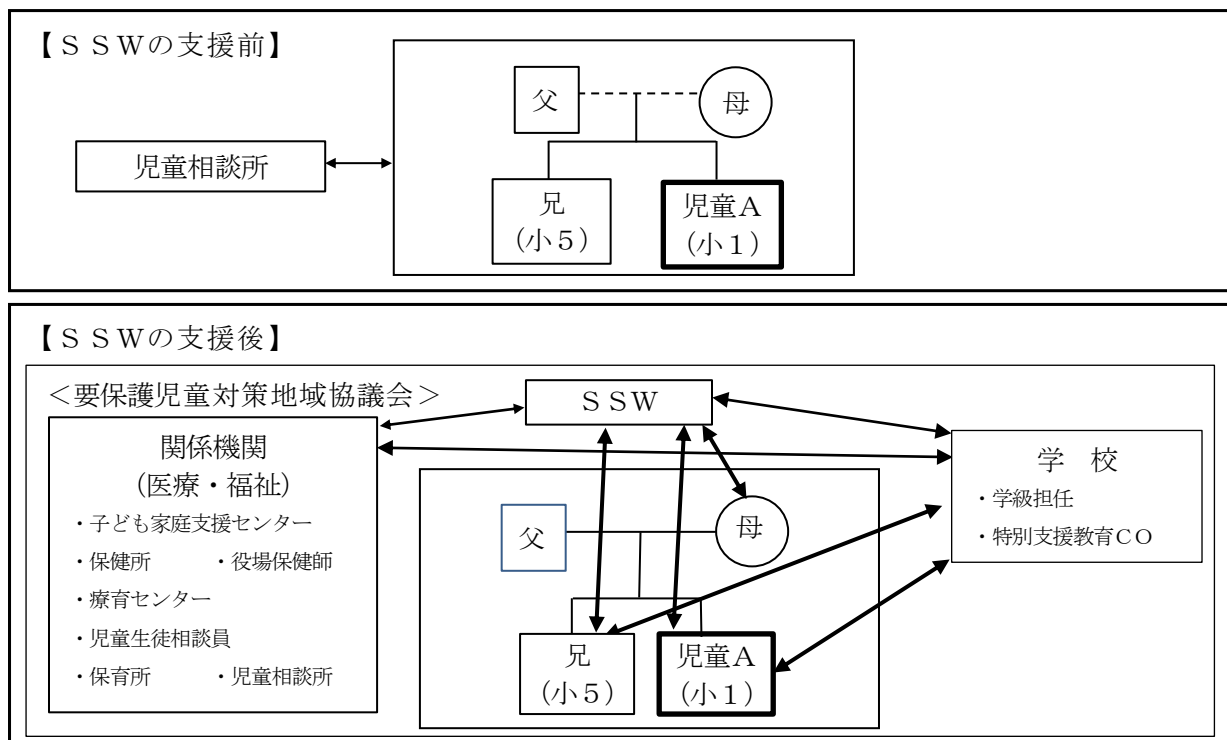 【ＳＳＷの支援前】
父
母
児童相談所
兄
（小５）
児童Ａ
（小１）
【ＳＳＷの支援後】
＜要保護児童対策地域協議会＞
ＳＳＷ
関係機関
（医療・福祉）
・子ども家庭支援センター
・保健所　・役場保健師
・療育センター
・児童生徒相談員
・保育所　・児童相談所
父
母
兄
（小５）
児童Ａ
（小１）
学　校
・学級担任
・特別支援教育ＣＯ